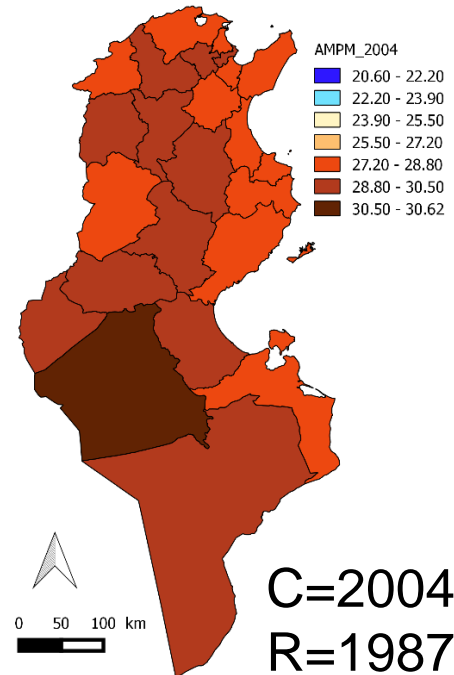 AMPM_2004
20.60 - 22.20
22.20 - 23.90
23.90 - 25.50
25.50 - 27.20
27.20 - 28.80
28.80 - 30.50
30.50 - 30.62
0 50 100 km
C=2004
R=1987